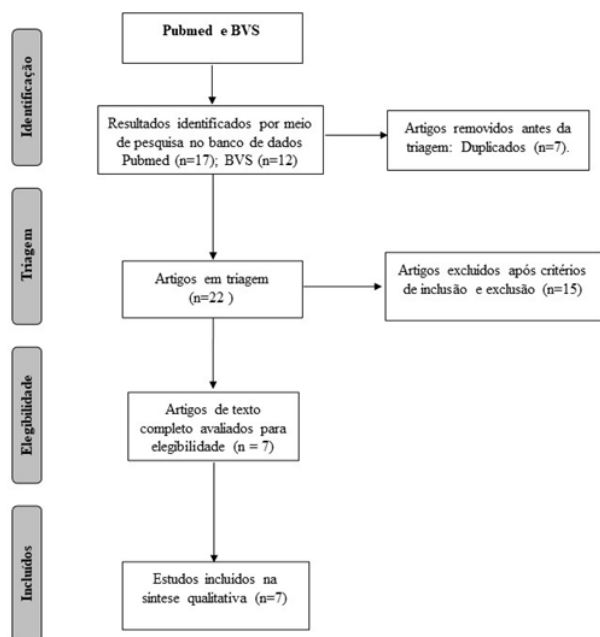 Pubmed e BVS
Identificação
Resultados identificados por meio
de pesquisa no banco de dados
Pubmed (n=17); BVS (n=12)
Artigos removidos antes da
triagem: Duplicados (n=7).
Triagem
Artigos em triagem
(n=22 )
Artigos excluídos após critérios
de inclusão e exclusão (n=15)
Elegibilidade
Artigos de texto
completo avaliados para
elegibilidade (n = 7)
Incluídos
Estudos incluidos na
sintese qualitativa (n=7)